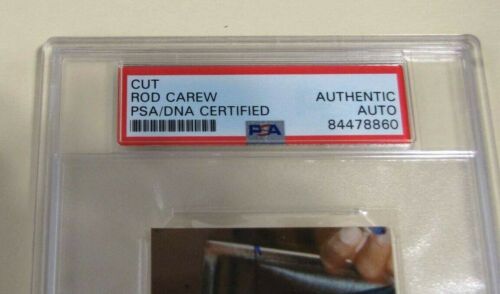 CUT
ROD CAREW
PSA/DNA CERTIFIED
AUTHENTIC
AUTO
84478860
PSA